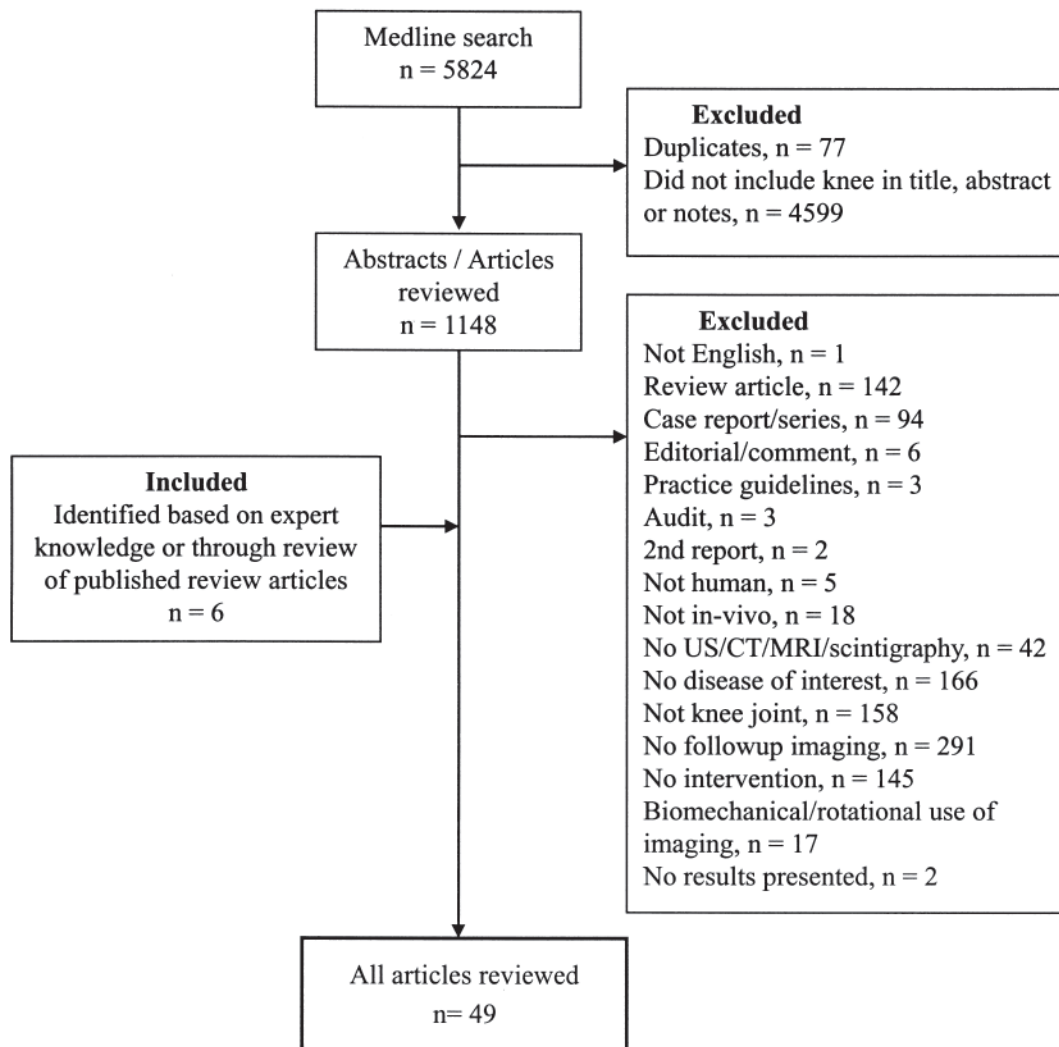 Medline search
n = 5824
Excluded
Duplicates, n = 77
Did not include knee in title, abstract
or notes, n = 4599
Abstracts / Articles
reviewed
n = 1148
Excluded
Not English, n = 1
Review article, n = 142
Case report/series, n = 94
Editorial/comment, n = 6
Practice guidelines, n = 3
Audit, n = 3
2nd report, n = 2
Not human, n = 5
Not in-vivo, n = 18
No US/CT/MRI/scintigraphy, n = 42
No disease of interest, n = 166
Not knee joint, n = 158
No followup imaging, n = 291
No intervention, n = 145
Biomechanical/rotational use of
imaging, n = 17
No results presented, n = 2
Included
Identified based on expert
knowledge or through review
of published review articles
n = 6
All articles reviewed
n= 49